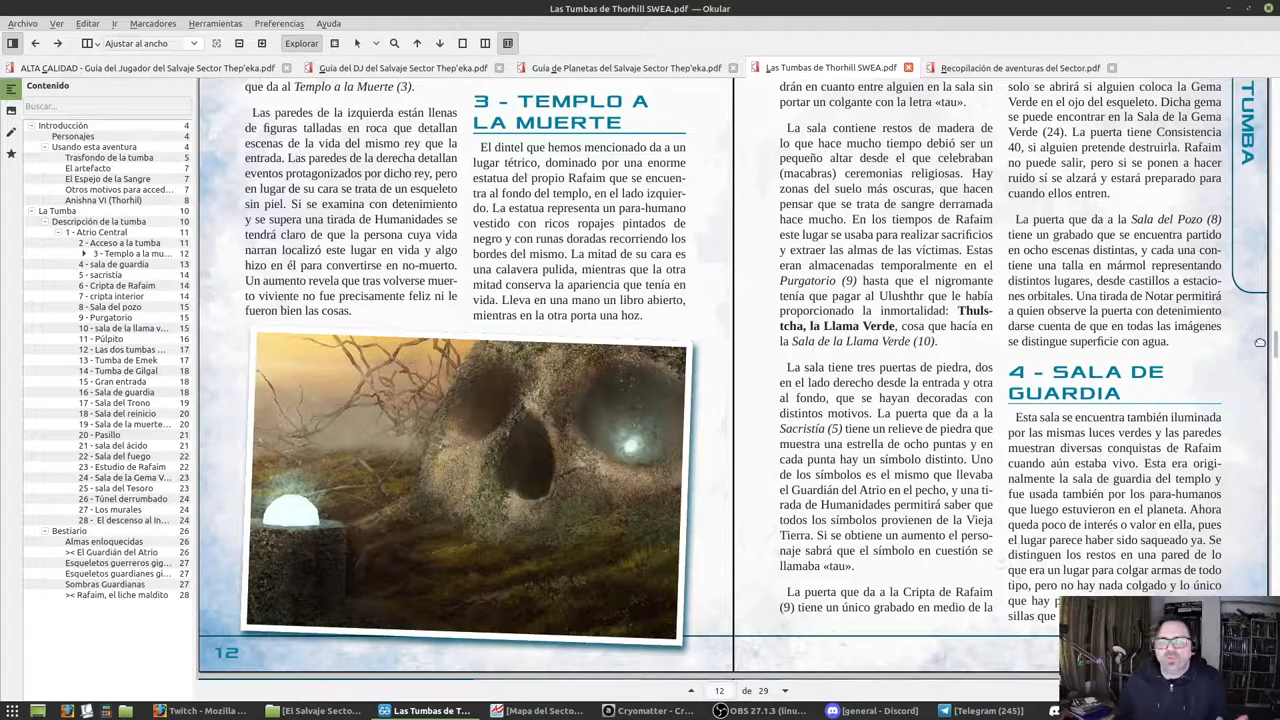 Las Tumbas de Thorhill SWEA.pdf — Okular
Archivo Ver Editar Ir Marcadores Herramientas Preferencias Ayuda
Ajustar al ancho Explorar
ALTA CALIDAD - Guía del Jugador del Salvaje Sector Thep'eka.pdf
Guía del DJ del Salvaje Sector Thep'eka.pdf
Guía de Planetas del Salvaje Sector Thep'eka.pdf
Las Tumbas de Thorhill SWEA.pdf
Recopilación de aventuras del Sector.pdf
Contenido
Buscar...
Introducción 4
Personajes 4
Usando esta aventura 4
Trasfondo de la tumba 5
El artefacto 7
El Espejo de la Sangre 7
Otros motivos para acced... 7
Anishna VI (Thorhil) 8
La Tumba 10
Descripción de la tumba 10
1 - Atrio Central 11
2 - Acceso a la tumba 11
3 - Templo a la mu... 12
4 - sala de guardia 13
5 - sacristía 14
6 - Cripta de Rafaim 14
7 - cripta interior 14
8 - Sala del pozo 15
9 - Purgatorio 15
10 - sala de la llama v... 15
11 - Púlpito 16
12 - Las dos tumbas ... 17
13 - Tumba de Emek 17
14 - Tumba de Gilgal 18
15 - Gran entrada 18
16 - Sala de guardia 18
17 - Sala del Trono 19
18 - Sala del reinicio 20
19 - Sala de la muerte... 20
20 - Pasillo 21
21 - sala del ácido 21
22 - Sala del fuego 22
23 - Estudio de Rafaim 22
24 - Sala de la Gema V... 23
25 - sala del Tesoro 23
26 - Túnel derrumbado 24
27 - Los murales 24
28 - El descenso al In... 24
Bestiario 26
Almas enloquecidas 26
>< El Guardián del Atrio 26
Esqueletos guerreros gig... 27
Esqueletos guardianes gi... 27
Sombras Guardianas 27
>< Rafaim, el liche maldito 28
que da al Templo a la Muerte (3).
Las paredes de la izquierda están llenas
de figuras talladas en roca que detallan
escenas de la vida del mismo rey que la
entrada. Las paredes de la derecha detallan
eventos protagonizados por dicho rey, pero
en lugar de su cara se trata de un esqueleto
sin piel. Si se examina con detenimiento
y se supera una tirada de Humanidades se
tendrá claro de que la persona cuya vida
narran localizó este lugar en vida y algo
hizo en él para convertirse en no-muerto.
Un aumento revela que tras volverse muer-
to viviente no fue precisamente feliz ni le
fueron bien las cosas.
3 - TEMPLO A
LA MUERTE
El dintel que hemos mencionado da a un
lugar tétrico, dominado por una enorme
estatua del propio Rafaim que se encuen-
tra al fondo del templo, en el lado izquier-
do. La estatua representa un para-humano
vestido con ricos ropajes pintados de
negro y con runas doradas recorriendo los
bordes del mismo. La mitad de su cara es
una calavera pulida, mientras que la otra
mitad conserva la apariencia que tenía en
vida. Lleva en una mano un libro abierto,
mientras en la otra porta una hoz.
12
drán en cuanto entre alguien en la sala sin
portar un colgante con la letra «tau».
La sala contiene restos de madera de
lo que hace mucho tiempo debió ser un
pequeño altar desde el que celebraban
(macabras) ceremonias religiosas. Hay
zonas del suelo más oscuras, que hacen
pensar que se trata de sangre derramada
hace mucho. En los tiempos de Rafaim
este lugar se usaba para realizar sacrificios
y extraer las almas de las víctimas. Estas
eran almacenadas temporalmente en el
Purgatorio (9) hasta que el nigromante
tenía que pagar al Ulushthr que le había
proporcionado la inmortalidad: Thuls-
tcha, la Llama Verde, cosa que hacía en
la Sala de la Llama Verde (10).
La sala tiene tres puertas de piedra, dos
en el lado derecho desde la entrada y otra
al fondo, que se hayan decoradas con
distintos motivos. La puerta que da a la
Sacristía (5) tiene un relieve de piedra que
muestra una estrella de ocho puntas y en
cada punta hay un símbolo distinto. Uno
de los símbolos es el mismo que llevaba
el Guardián del Atrio en el pecho, y una ti-
rada de Humanidades permitirá saber que
todos los símbolos provienen de la Vieja
Tierra. Si se obtiene un aumento el perso-
naje sabrá que el símbolo en cuestión se
llamaba «tau».
La puerta que da a la Cripta de Rafaim
(9) tiene un único grabado en medio de la
solo se abrirá si alguien coloca la Gema
Verde en el ojo del esqueleto. Dicha gema
se puede encontrar en la Sala de la Gema
Verde (24). La puerta tiene Consistencia
40, si alguien pretende destruirla. Rafaim
no puede salir, pero si se ponen a hacer
ruido sí se alzará y estará preparado para
cuando ellos entren.
La puerta que da a la Sala del Pozo (8)
tiene un grabado que se encuentra partido
en ocho escenas distintas, y cada una con-
tiene una talla en mármol representando
distintos lugares, desde castillos a estacio-
nes orbitales. Una tirada de Notar permitirá
a quien observe la puerta con detenimiento
darse cuenta de que en todas las imágenes
se distingue superficie con agua.
4 - SALA DE
GUARDIA
Esta sala se encuentra también iluminada
por las mismas luces verdes y las paredes
muestran diversas conquistas de Rafaim
cuando aún estaba vivo. Esta era origi-
nalmente la sala de guardia del templo y
fue usada también por los para-humanos
que luego estuvieron en el planeta. Ahora
queda poco de interés o valor en ella, pues
el lugar parece haber sido saqueado ya. Se
distinguen los restos en una pared de lo
que era un lugar para colgar armas de todo
tipo, pero no hay nada colgado y lo único
que hay
sillas que
TUMBA
12 de 29
Twitch - Mozilla ...
[El Salvaje Secto...
Las Tumbas de T...
[Mapa del Secto...
Cryomatter - Cr...
OBS 27.1.3 (linu...
[general - Discord]
[Telegram (245)]